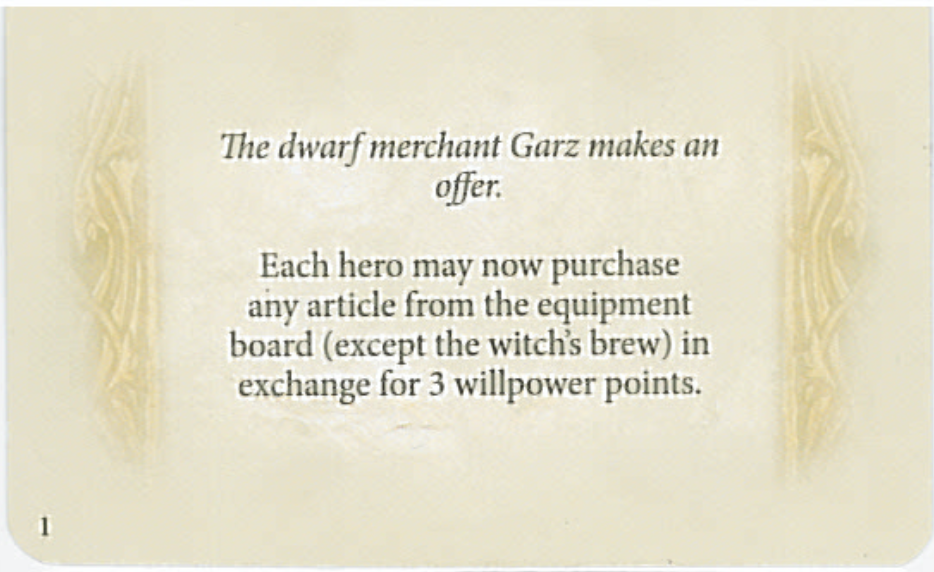 The dwarf merchant Garz makes an
offer.
Each hero may now purchase
any article from the equipment
board (except the witch's brew) in
exchange for 3 willpower points.
1